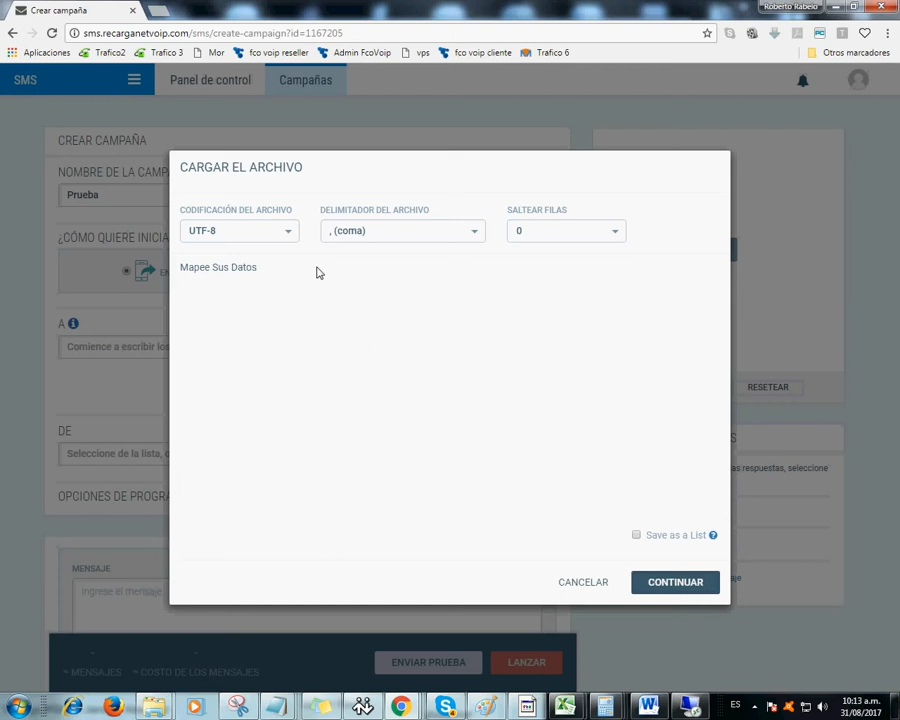 Crear campaña
Roberto Rabelo
sms.recarganetvoip.com/sms/create-campaign?id=1167205
Aplicaciones Trafico2 Trafico 3 Mor fco voip reseller Admin FcoVoip vps fco voip cliente Trafico 6 Otros marcadores
SMS Panel de control Campañas
CREAR CAMPAÑA
NOMBRE DE LA CAMPA
Prueba
¿CÓMO QUIERE INICIA
EN
A
Comience a escribir los
DE
Seleccione de la lista, o
OPCIONES DE PROGRA
CARGAR EL ARCHIVO
CODIFICACIÓN DEL ARCHIVO DELIMITADOR DEL ARCHIVO SALTEAR FILAS
UTF-8 , (coma) 0
Mapee Sus Datos
Save as a List
CANCELAR CONTINUAR
RESETEAR
S
as respuestas, seleccione
aje
MENSAJE
Ingrese el mensaje
~ MENSAJES ~ COSTO DE LOS MENSAJES
ENVIAR PRUEBA LANZAR
ES
10:13 a.m.
31/08/2017